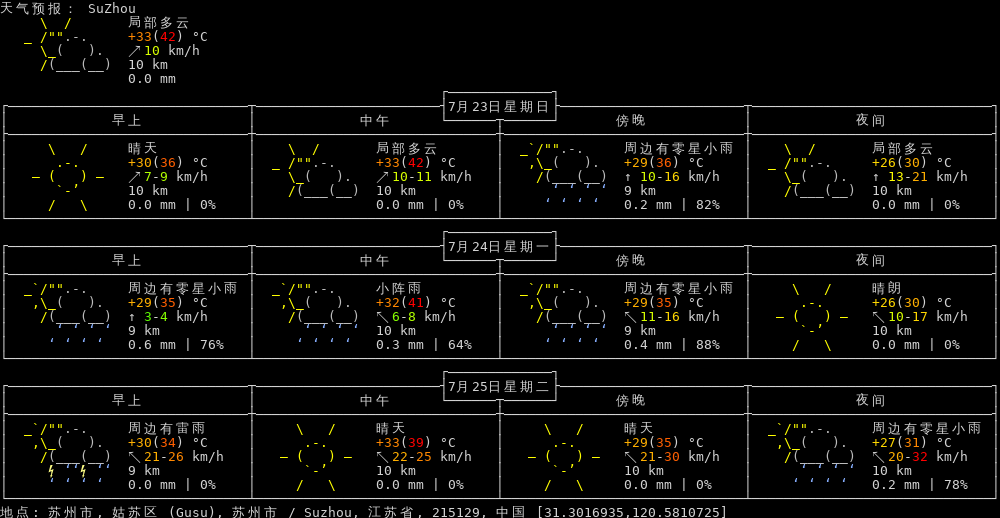 天气预报： SuZhou
局部多云
+33(42) °C
↗10 km/h
10 km
0.0 mm
7月23日星期日
早上 中午 傍晚 夜间
晴天 局部多云 周边有零星小雨 局部多云
+30(36) °C +33(42) °C +29(36) °C +26(30) °C
↗7-9 km/h ↗10-11 km/h ↑ 10-16 km/h ↑ 13-21 km/h
10 km 10 km 9 km 10 km
0.0 mm | 0% 0.0 mm | 0% 0.2 mm | 82% 0.0 mm | 0%
7月24日星期一
早上 中午 傍晚 夜间
周边有零星小雨 小阵雨 周边有零星小雨 晴朗
+29(35) °C +32(41) °C +29(35) °C +26(30) °C
↑ 3-4 km/h ↖6-8 km/h ↖11-16 km/h ↖10-17 km/h
9 km 10 km 9 km 10 km
0.6 mm | 76% 0.3 mm | 64% 0.4 mm | 88% 0.0 mm | 0%
7月25日星期二
早上 中午 傍晚 夜间
周边有雷雨 晴天 晴天 周边有零星小雨
+30(34) °C +33(39) °C +29(35) °C +27(31) °C
↖21-26 km/h ↖22-25 km/h ↖21-30 km/h ↖20-32 km/h
9 km 10 km 10 km 10 km
0.0 mm | 0% 0.0 mm | 0% 0.0 mm | 0% 0.2 mm | 78%
地点: 苏州市, 姑苏区 (Gusu), 苏州市 / Suzhou, 江苏省, 215129, 中国 [31.3016935,120.5810725]